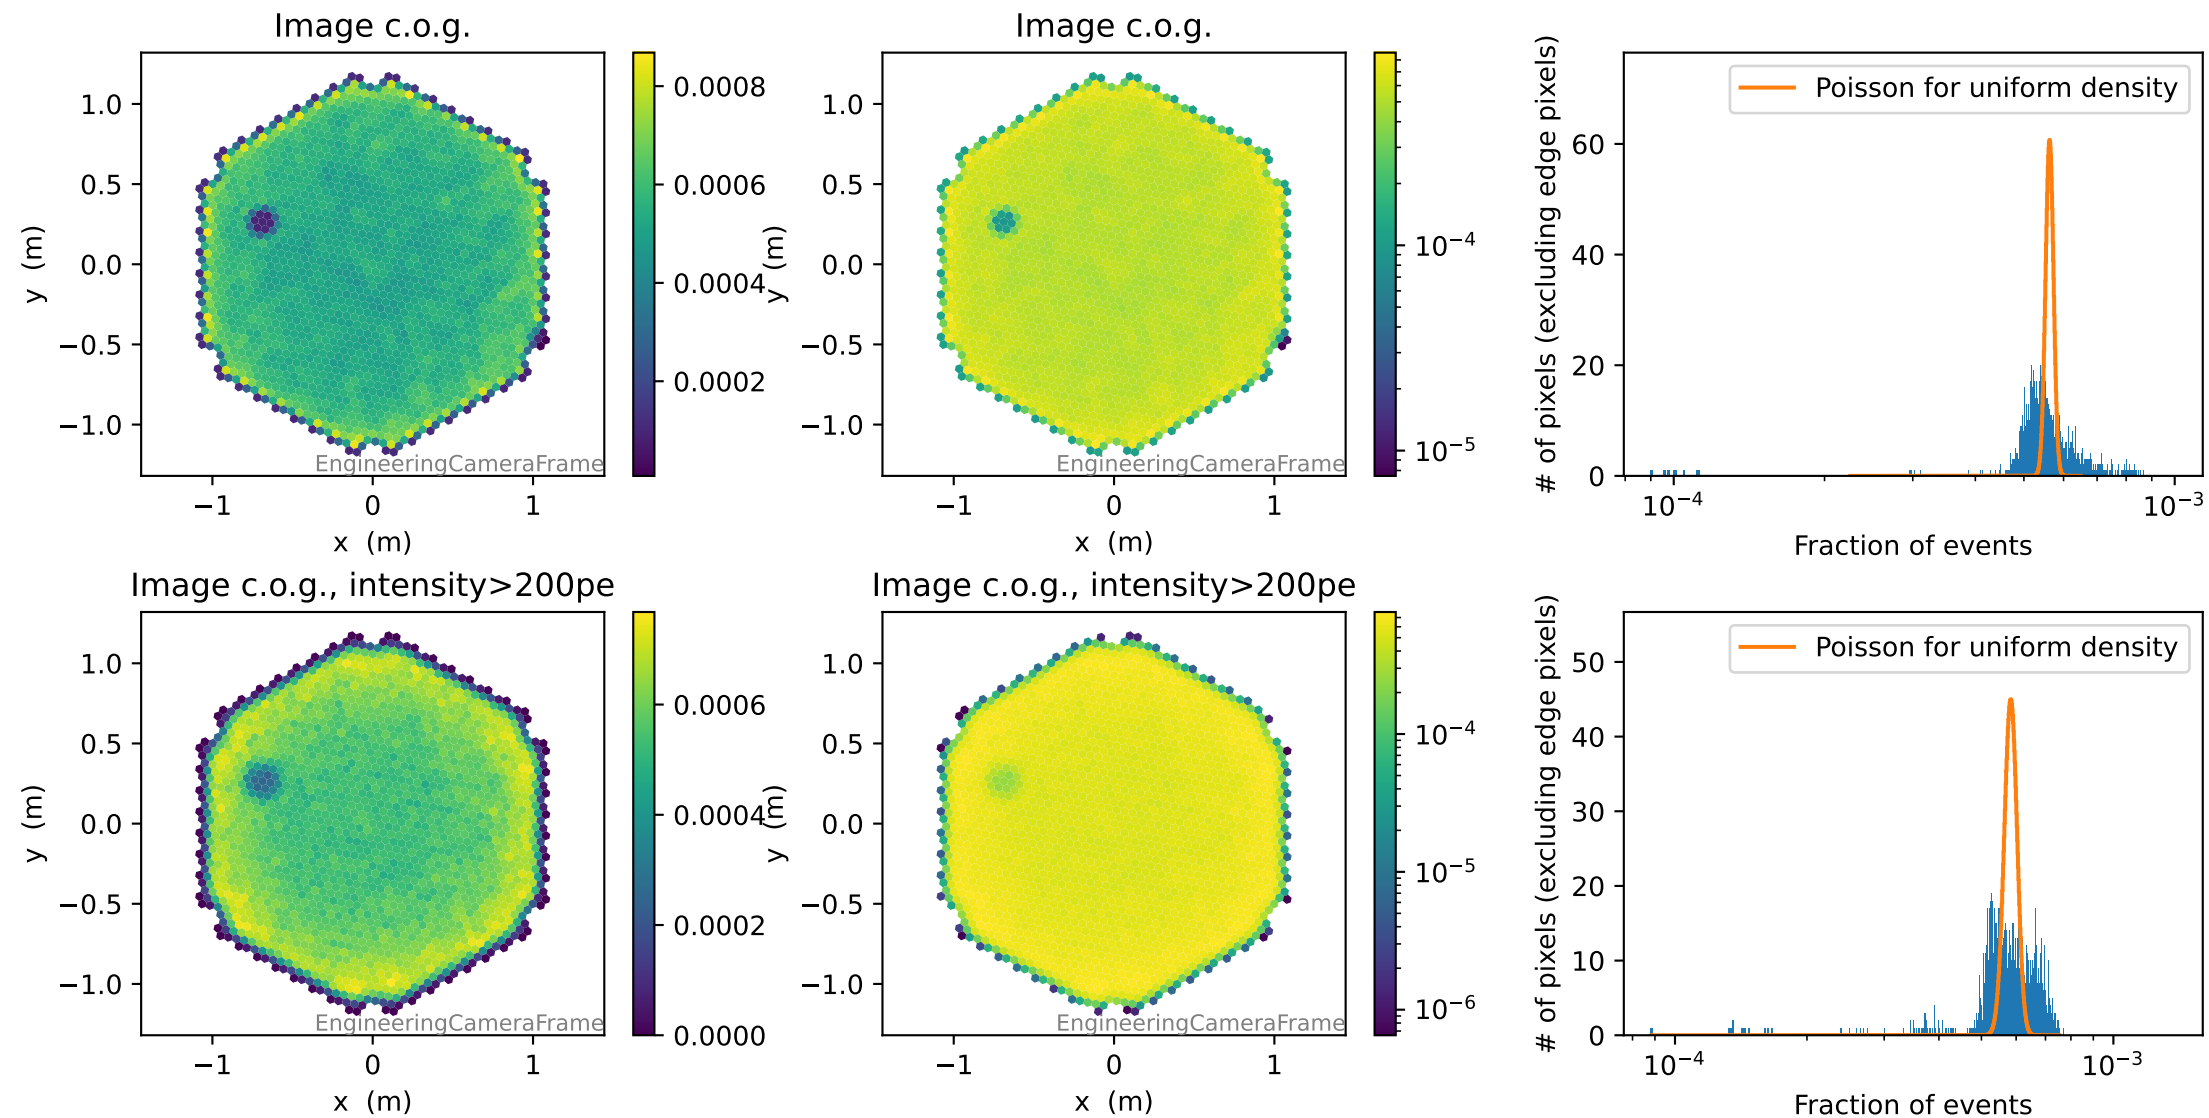 Image c.o.g.
1.0
0.5
0.0
−0.5
−1.0
y (m)
−1
0
1
x (m)
EngineeringCameraFrame
0.0008
0.0006
0.0004
0.0002
Image c.o.g.
1.0
0.5
0.0
−0.5
−1.0
y (m)
−1
0
1
x (m)
EngineeringCameraFrame
10⁻⁴
10⁻⁵
# of pixels (excluding edge pixels)
60
40
20
0
Poisson for uniform density
10⁻⁴
10⁻³
Fraction of events
Image c.o.g., intensity>200pe
1.0
0.5
0.0
−0.5
−1.0
y (m)
−1
0
1
x (m)
EngineeringCameraFrame
0.0006
0.0004
0.0002
0.0000
Image c.o.g., intensity>200pe
1.0
0.5
0.0
−0.5
−1.0
y (m)
−1
0
1
x (m)
EngineeringCameraFrame
10⁻⁴
10⁻⁵
10⁻⁶
# of pixels (excluding edge pixels)
50
40
30
20
10
0
Poisson for uniform density
10⁻⁴
10⁻³
Fraction of events